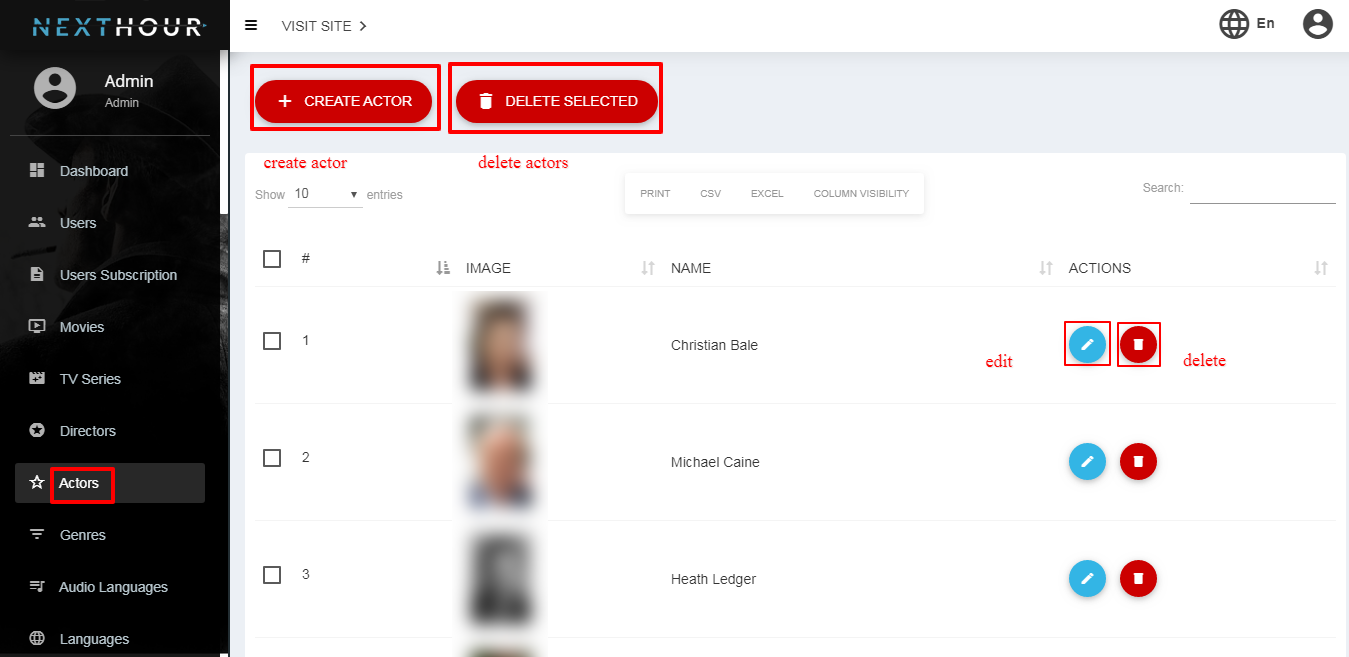 NEXTHOUR
VISIT SITE
En
Admin
Admin
CREATE ACTOR
DELETE SELECTED
create actor
delete actors
Show 10 entries
PRINT CSV EXCEL COLUMN VISIBILITY
Search:
Dashboard
Users
Users Subscription
Movies
TV Series
Directors
Actors
Genres
Audio Languages
Languages
# IMAGE NAME ACTIONS
1 Christian Bale
edit
delete
2 Michael Caine
3 Heath Ledger